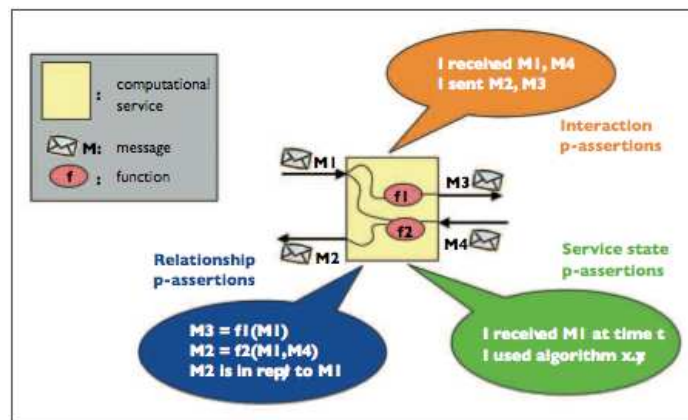 I received M1, M4
I sent M2, M3
: computational
service
M: message
f : function
Interaction
p-assertions
M1
M3
f1
f2
M2
M4
Relationship
p-assertions
Service state
p-assertions
M3 = f1(M1)
M2 = f2(M1,M4)
M2 is in reply to M1
I received M1 at time t
I used algorithm x.y